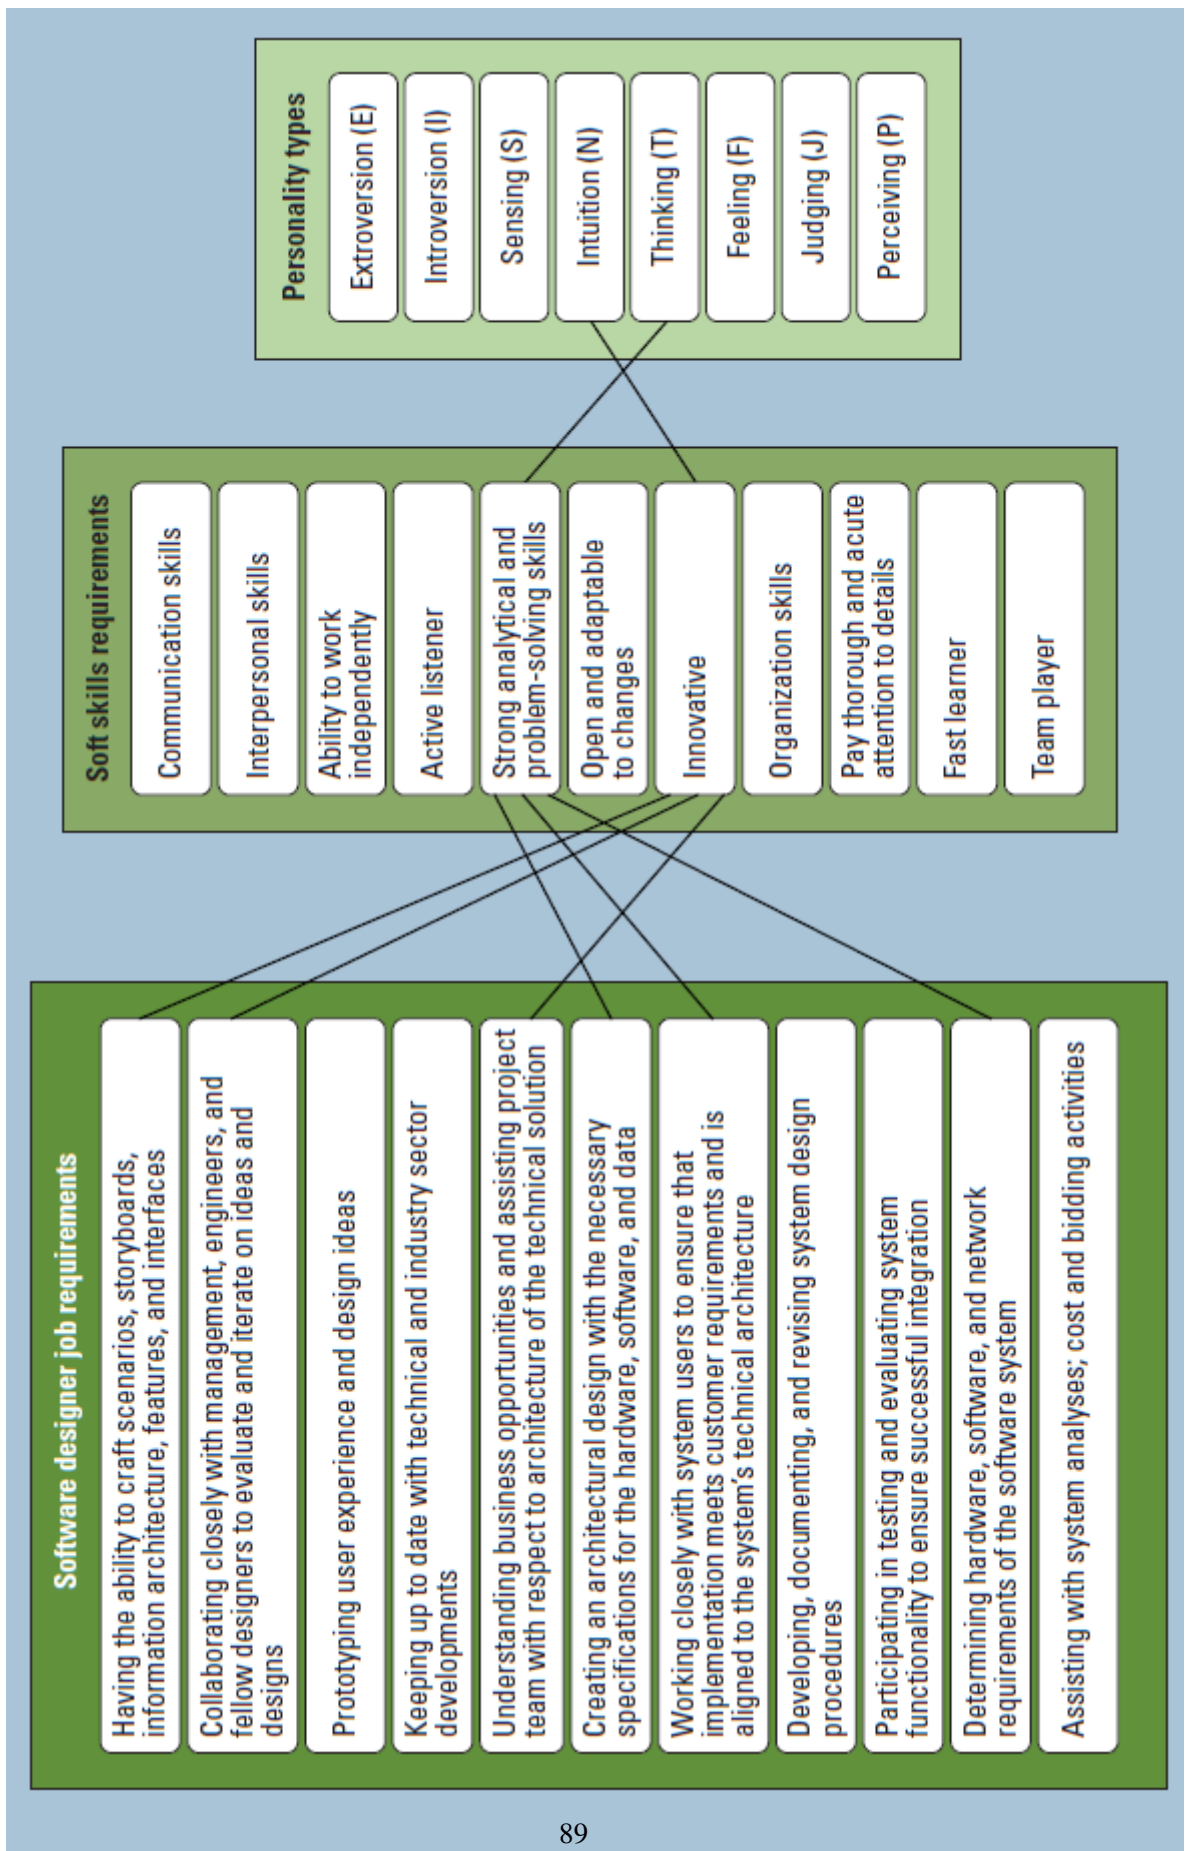 Software designer job requirements
Having the ability to craft scenarios, storyboards,
information architecture, features, and interfaces
Collaborating closely with management, engineers, and
fellow designers to evaluate and iterate on ideas and
designs
Prototyping user experience and design ideas
Keeping up to date with technical and industry sector
developments
Understanding business opportunities and assisting project
team with respect to architecture of the technical solution
Creating an architectural design with the necessary
specifications for the hardware, software, and data
Working closely with system users to ensure that
implementation meets customer requirements and is
aligned to the system's technical architecture
Developing, documenting, and revising system design
procedures
Participating in testing and evaluating system
functionality to ensure successful integration
Determining hardware, software, and network
requirements of the software system
Assisting with system analyses; cost and bidding activities
Soft skills requirements
Communication skills
Interpersonal skills
Ability to work
independently
Active listener
Strong analytical and
problem-solving skills
Open and adaptable
to changes
Innovative
Organization skills
Pay thorough and acute
attention to details
Fast learner
Team player
Personality types
Extroversion (E)
Introversion (I)
Sensing (S)
Intuition (N)
Thinking (T)
Feeling (F)
Judging (J)
Perceiving (P)
89